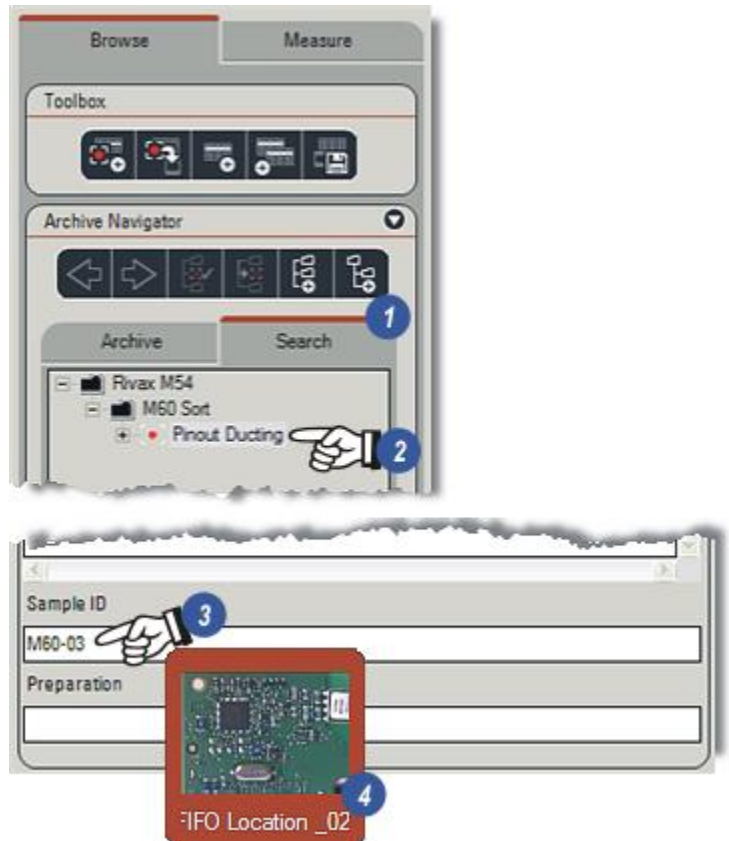 Browse Measure
Toolbox
Archive Navigator
1
Archive Search
Rivax M54
M60 Sort
Pinout Ducting
2
Sample ID
3
M60-03
Preparation
4
FIFO Location _02